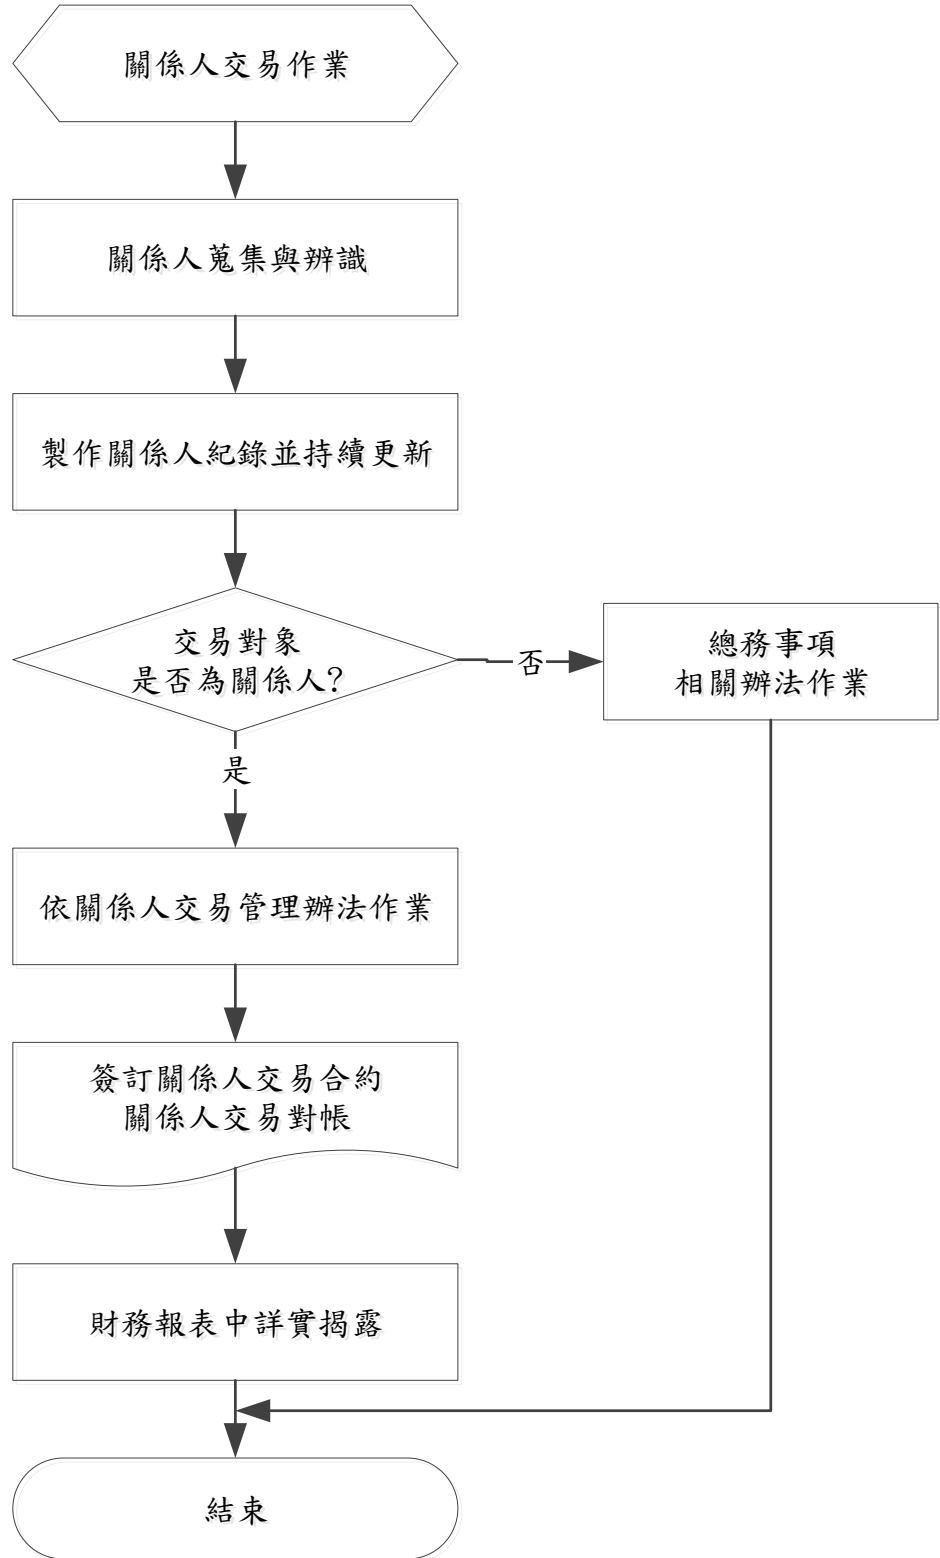 關係人交易作業
關係人蒐集與辨識
製作關係人紀錄並持續更新
交易對象
是否為關係人?
否
總務事項
相關辦法作業
是
依關係人交易管理辦法作業
簽訂關係人交易合約
關係人交易對帳
財務報表中詳實揭露
結束